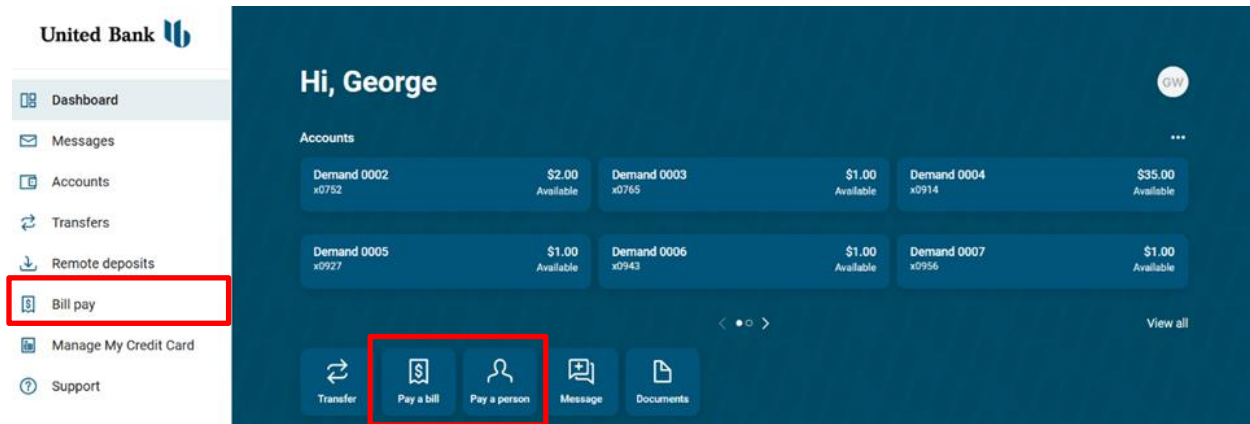 United Bank
Dashboard
Messages
Accounts
Transfers
Remote deposits
Bill pay
Manage My Credit Card
Support
Hi, George
GW
Accounts
Demand 0002 $2.00
x0752 Available
Demand 0003 $1.00
x0765 Available
Demand 0004 $35.00
x0914 Available
Demand 0005 $1.00
x0927 Available
Demand 0006 $1.00
x0943 Available
Demand 0007 $1.00
x0956 Available
View all
Transfer
Pay a bill
Pay a person
Message
Documents